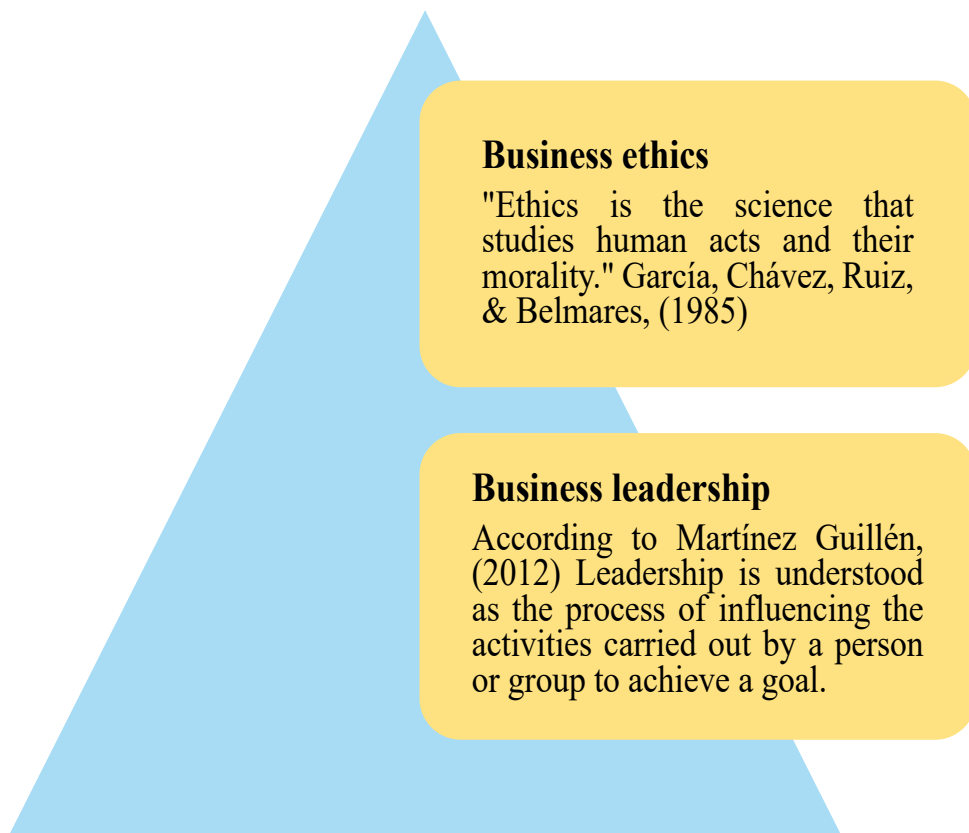 Business ethics
"Ethics is the science that
studies human acts and their
morality." García, Chávez, Ruiz,
& Belmares, (1985)
Business leadership
According to Martínez Guillén,
(2012) Leadership is understood
as the process of influencing the
activities carried out by a person
or group to achieve a goal.